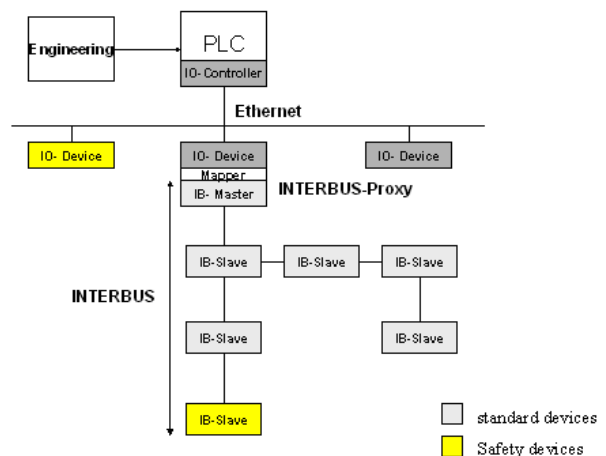 Engineering
PLC
IO- Controller
Ethernet
IO- Device
IO- Device
IO- Device
Mapper
IB- Master
INTERBUS-Proxy
IB-Slave
IB-Slave
IB-Slave
INTERBUS
IB-Slave
IB-Slave
IB-Slave
standard devices
Safety devices